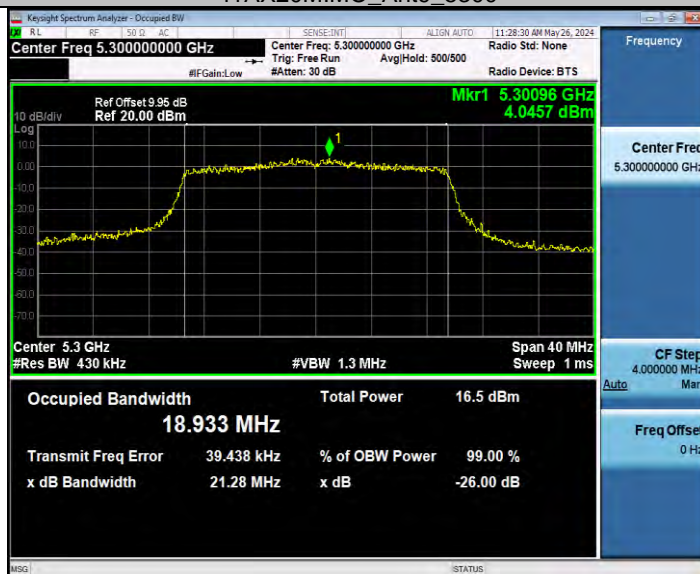 Keysight Spectrum Analyzer - Occupied BW
RL RF 50 Ω AC SENSE:INT ALIGN AUTO 11:28:30 AM May 26, 2024
Center Freq 5.300000000 GHz Center Freq: 5.300000000 GHz Radio Std: None
Trig: Free Run Avg|Hold: 500/500
#IFGain:Low #Atten: 30 dB Radio Device: BTS
Frequency
Ref Offset 9.95 dB Mkr1 5.30096 GHz
10 dB/div Ref 20.00 dBm 4.0457 dBm
Log
10.0
0.00
-10.0
-20.0
-30.0
-40.0
-50.0
-60.0
-70.0
1
Center 5.3 GHz Span 40 MHz
#Res BW 430 kHz #VBW 1.3 MHz Sweep 1 ms
Occupied Bandwidth Total Power 16.5 dBm
18.933 MHz
Transmit Freq Error 39.438 kHz % of OBW Power 99.00 %
x dB Bandwidth 21.28 MHz x dB -26.00 dB
Center Freq
5.300000000 GHz
CF Step
4.000000 MHz
Auto Man
Freq Offset
0 Hz
MSG STATUS